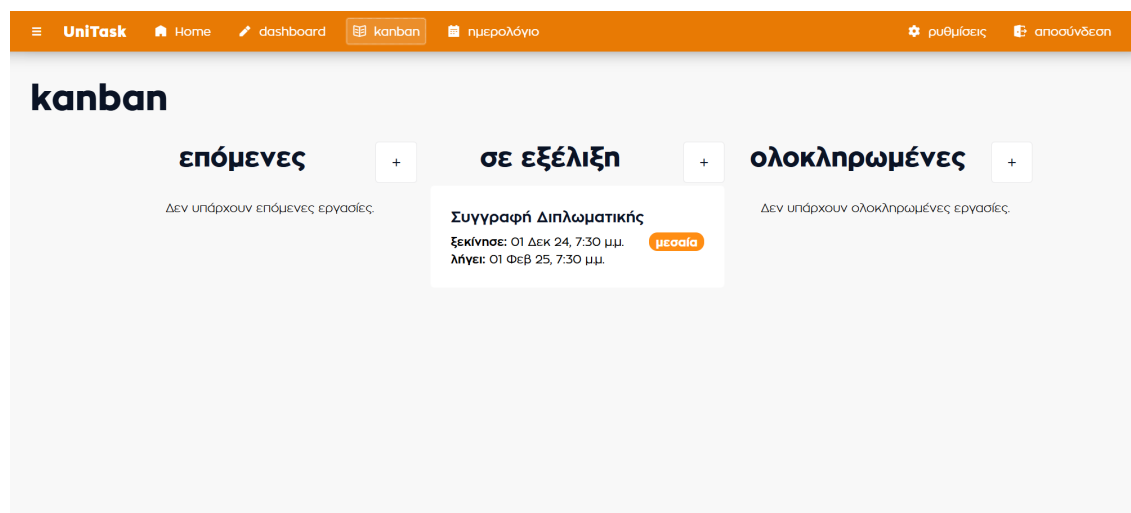 ≡ UniTask Home dashboard kanban ημερολόγιο ρυθμίσεις αποσύνδεση
kanban
επόμενες + σε εξέλιξη + ολοκληρωμένες +
Δεν υπάρχουν επόμενες εργασίες.
Συγγραφή Διπλωματικής
ξεκίνησε: 01 Δεκ 24, 7:30 μ.μ. μεσαία
λήγει: 01 Φεβ 25, 7:30 μ.μ.
Δεν υπάρχουν ολοκληρωμένες εργασίες.